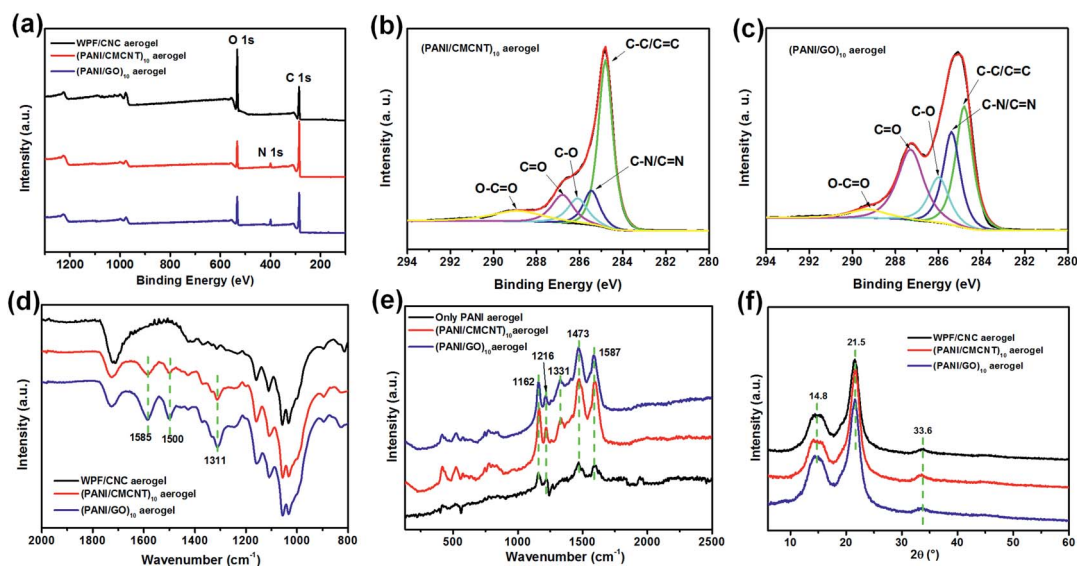 (a)
WPF/CNC aerogel
(PANI/CMCNT)10 aerogel
(PANI/GO)10 aerogel
O 1s
C 1s
N 1s
Intensity (a.u.)
1200 1000 800 600 400 200
Binding Energy (eV)
(b)
(PANI/CMCNT)10 aerogel
C-C/C=C
C-N/C=N
C-O
C=O
O-C=O
Intensity (a. u.)
294 292 290 288 286 284 282 280
Binding Energy (eV)
(c)
(PANI/GO)10 aerogel
C-C/C=C
C-N/C=N
C-O
C=O
O-C=O
Intensity (a. u.)
294 292 290 288 286 284 282 280
Binding Energy (eV)
(d)
1585
1500
1311
WPF/CNC aerogel
(PANI/CMCNT)10 aerogel
(PANI/GO)10 aerogel
Intensity (a.u.)
2000 1800 1600 1400 1200 1000 800
Wavenumber (cm-1)
(e)
Only PANI aerogel
(PANI/CMCNT)10 aerogel
(PANI/GO)10 aerogel
1162
1216
1331
1473
1587
Intensity (a.u.)
500 1000 1500 2000 2500
Wavenumber (cm-1)
(f)
WPF/CNC aerogel
(PANI/CMCNT)10 aerogel
(PANI/GO)10 aerogel
14.8
21.5
33.6
Intensity (a.u.)
10 20 30 40 50 60
2θ (°)